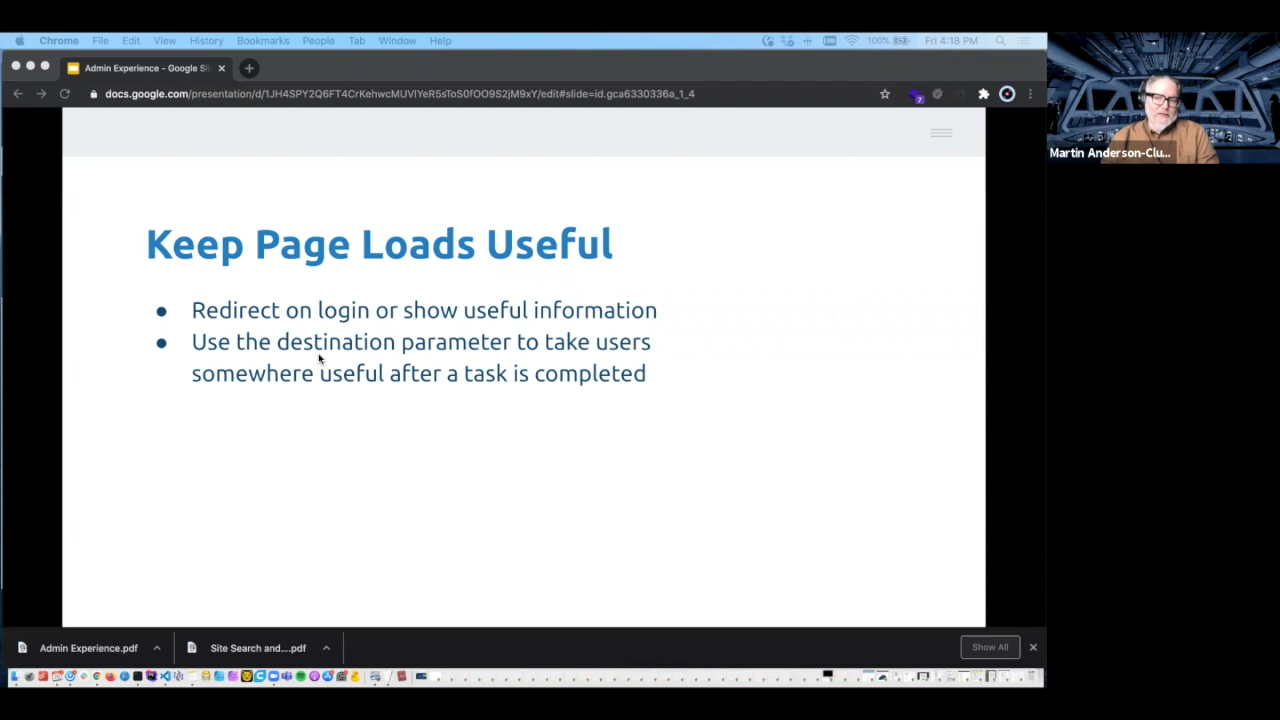 Chrome File Edit View History Bookmarks People Tab Window Help 100% Fri 4:18 PM
Admin Experience - Google Sli
docs.google.com/presentation/d/1JH4SPY2Q6FT4CrKehwcMUVIYeR5sToS0fOO9S2jM9xY/edit#slide=id.gca6330336a_1_4
Martin Anderson-Clu...
Keep Page Loads Useful
● Redirect on login or show useful information
● Use the destination parameter to take users
somewhere useful after a task is completed
Admin Experience.pdf Site Search and....pdf Show All